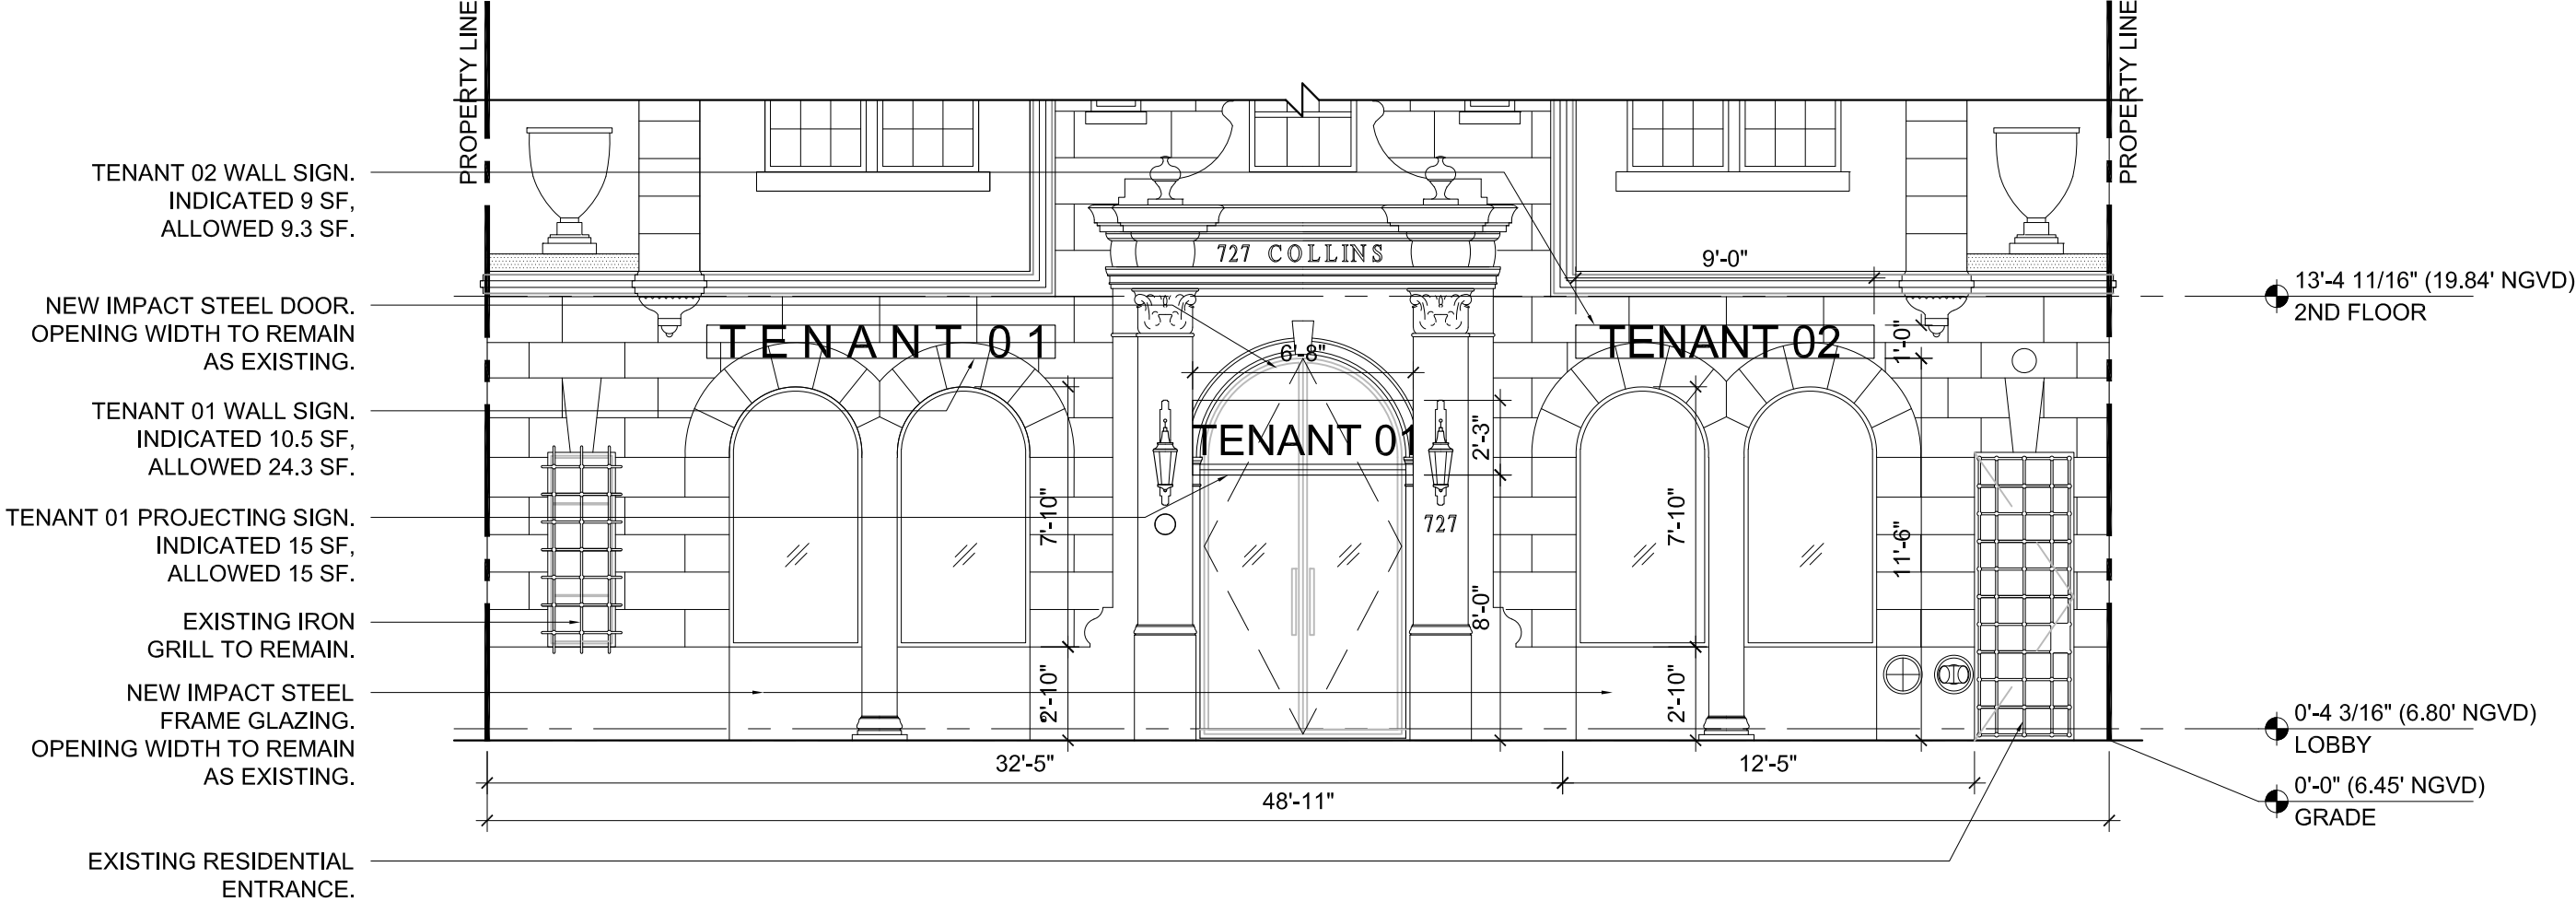 PROPERTY LINE
PROPERTY LINE
TENANT 02 WALL SIGN.
INDICATED 9 SF,
ALLOWED 9.3 SF.
NEW IMPACT STEEL DOOR.
OPENING WIDTH TO REMAIN
AS EXISTING.
TENANT 01 WALL SIGN.
INDICATED 10.5 SF,
ALLOWED 24.3 SF.
TENANT 01 PROJECTING SIGN.
INDICATED 15 SF,
ALLOWED 15 SF.
EXISTING IRON
GRILL TO REMAIN.
NEW IMPACT STEEL
FRAME GLAZING.
OPENING WIDTH TO REMAIN
AS EXISTING.
EXISTING RESIDENTIAL
ENTRANCE.
727 COLLINS
9'-0"
TENANT 01
TENANT 02
1'-0"
6'-8"
TENANT 01
2'-3"
727
7'-10"
7'-10"
11'-6"
8'-0"
2'-10"
2'-10"
32'-5"
12'-5"
48'-11"
13'-4 11/16" (19.84' NGVD)
2ND FLOOR
0'-4 3/16" (6.80' NGVD)
LOBBY
0'-0" (6.45' NGVD)
GRADE